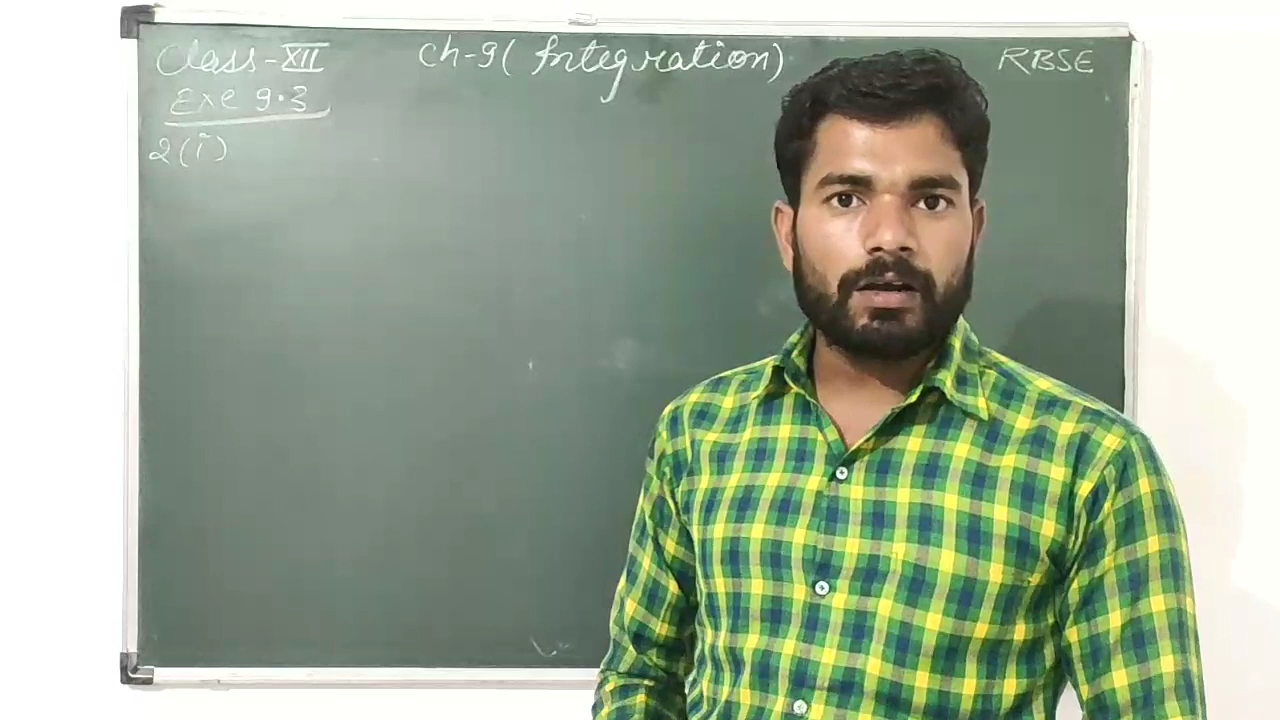 Class-XII Ch-9 (Integration) RBSE
Exe 9.3
2(i)